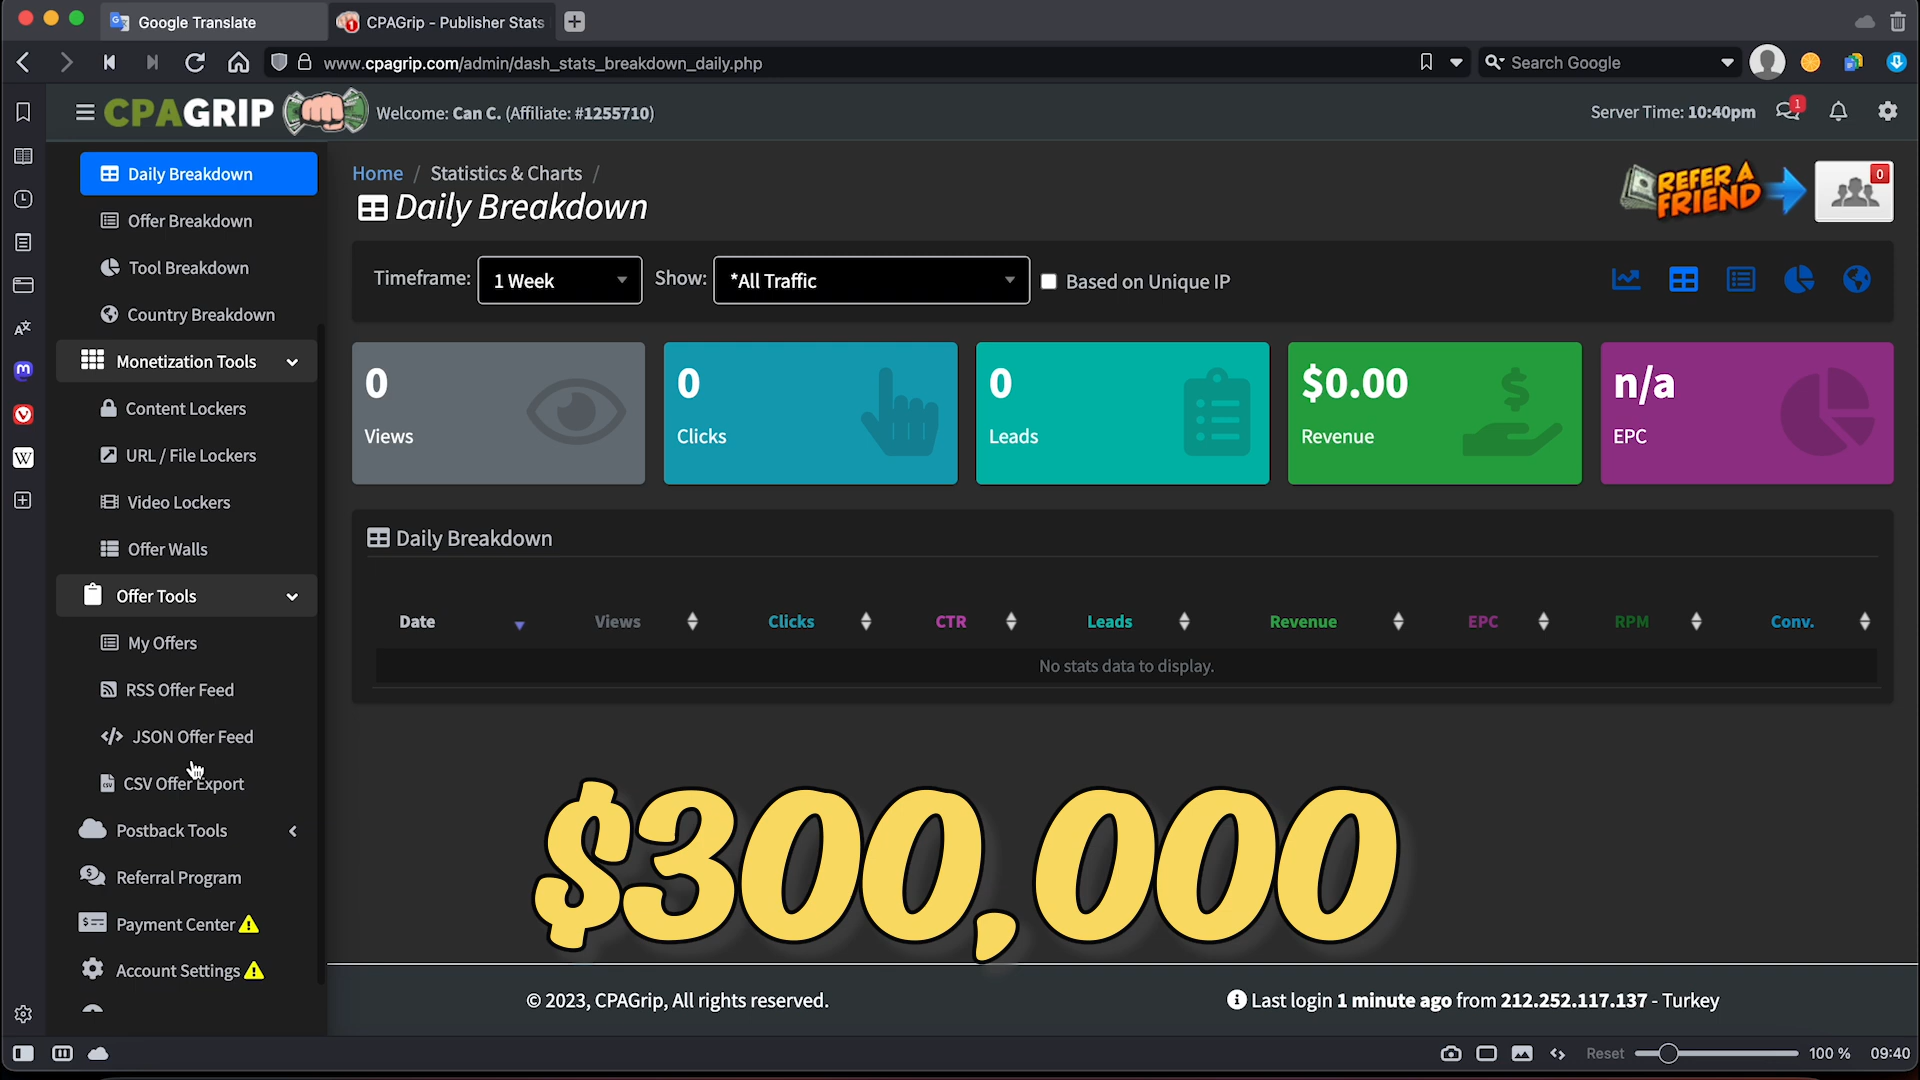 Google Translate
CPAGrip - Publisher Stats
www.cpagrip.com/admin/dash_stats_breakdown_daily.php
Search Google
CPAGRIP
Welcome: Can C. (Affiliate: #1255710)
Server Time: 10:40pm
1
Daily Breakdown
Offer Breakdown
Tool Breakdown
Country Breakdown
Monetization Tools
Content Lockers
URL / File Lockers
Video Lockers
Offer Walls
Offer Tools
My Offers
RSS Offer Feed
JSON Offer Feed
CSV Offer Export
Postback Tools
Referral Program
Payment Center
Account Settings
Home / Statistics & Charts /
Daily Breakdown
REFER A
FRIEND
0
Timeframe: 1 Week Show: *All Traffic Based on Unique IP
0
Views
0
Clicks
0
Leads
$0.00
Revenue
n/a
EPC
Daily Breakdown
Date Views Clicks CTR Leads Revenue EPC RPM Conv.
No stats data to display.
$300,000
© 2023, CPAGrip, All rights reserved.
Last login 1 minute ago from 212.252.117.137 - Turkey
Reset 100 % 09:40